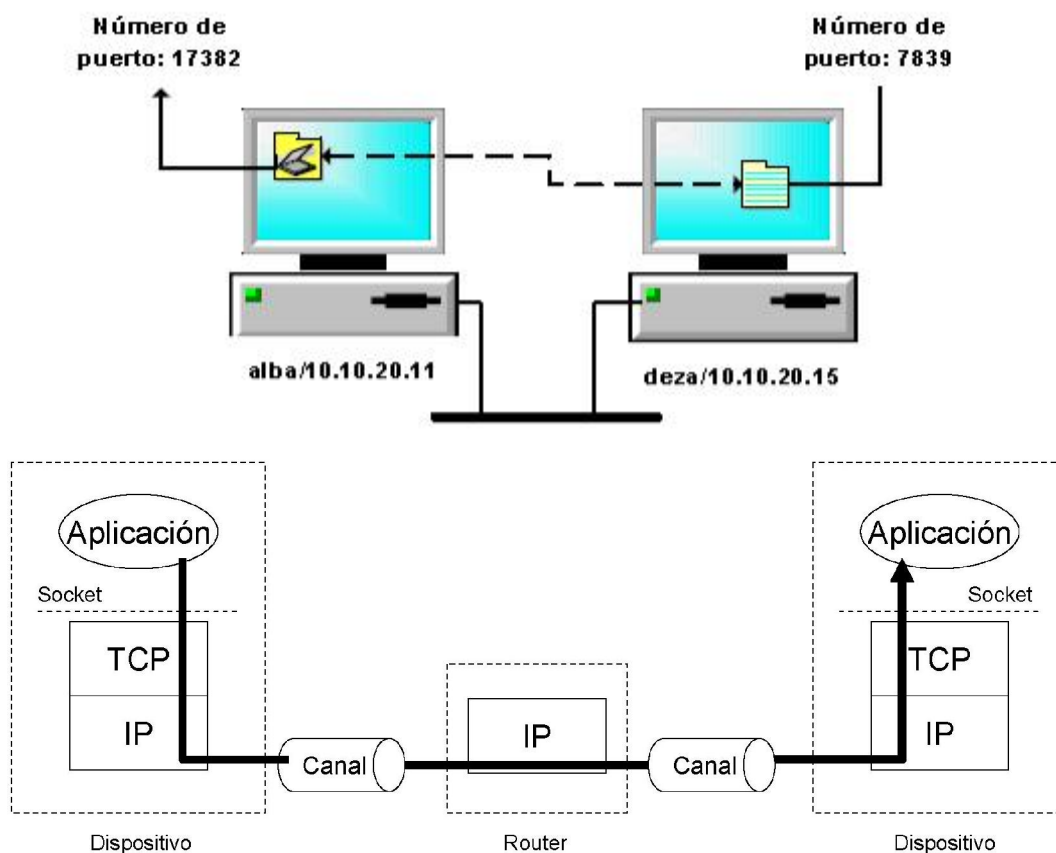 Número de
puerto: 17382
Número de
puerto: 7839
alba/10.10.20.11
deza/10.10.20.15
Aplicación
Aplicación
Socket
Socket
TCP
TCP
IP
IP
IP
Canal
Canal
Dispositivo
Router
Dispositivo